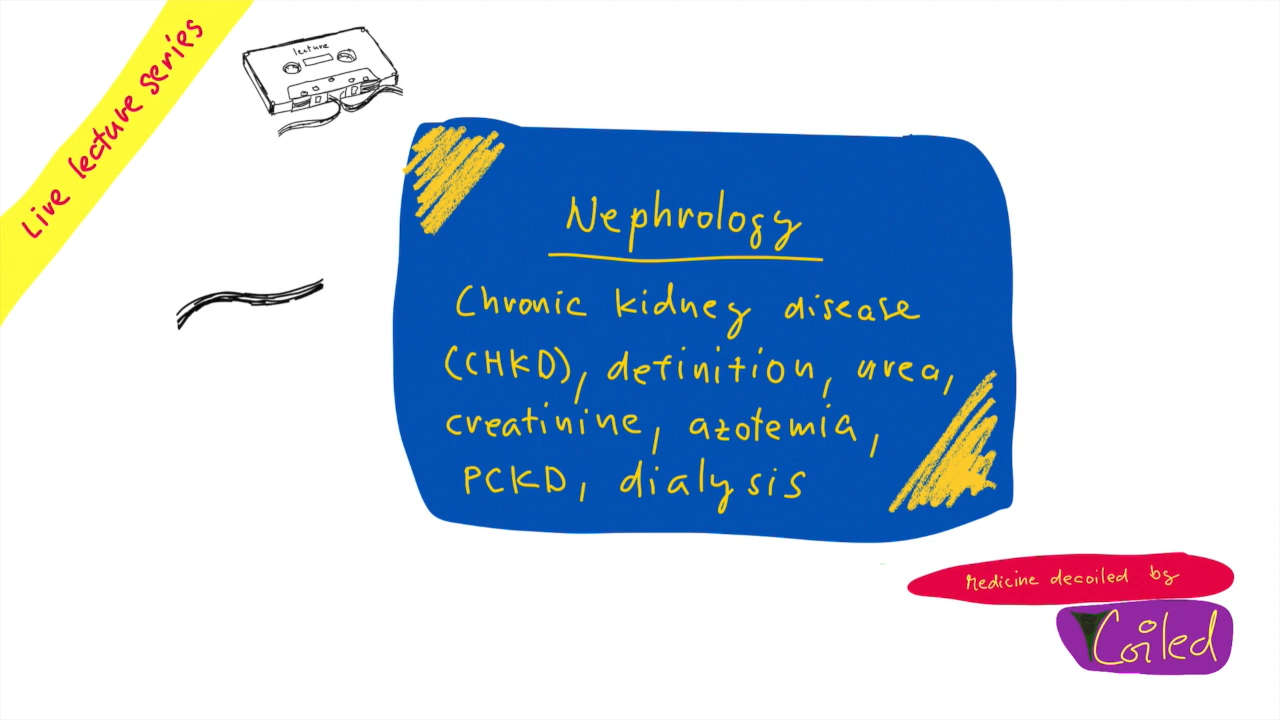 Live lecture series
lecture
Nephrology
Chronic kidney disease
(CHKD), definition, urea,
creatinine, azotemia,
PCKD, dialysis
Medicine decoiled by
Coiled